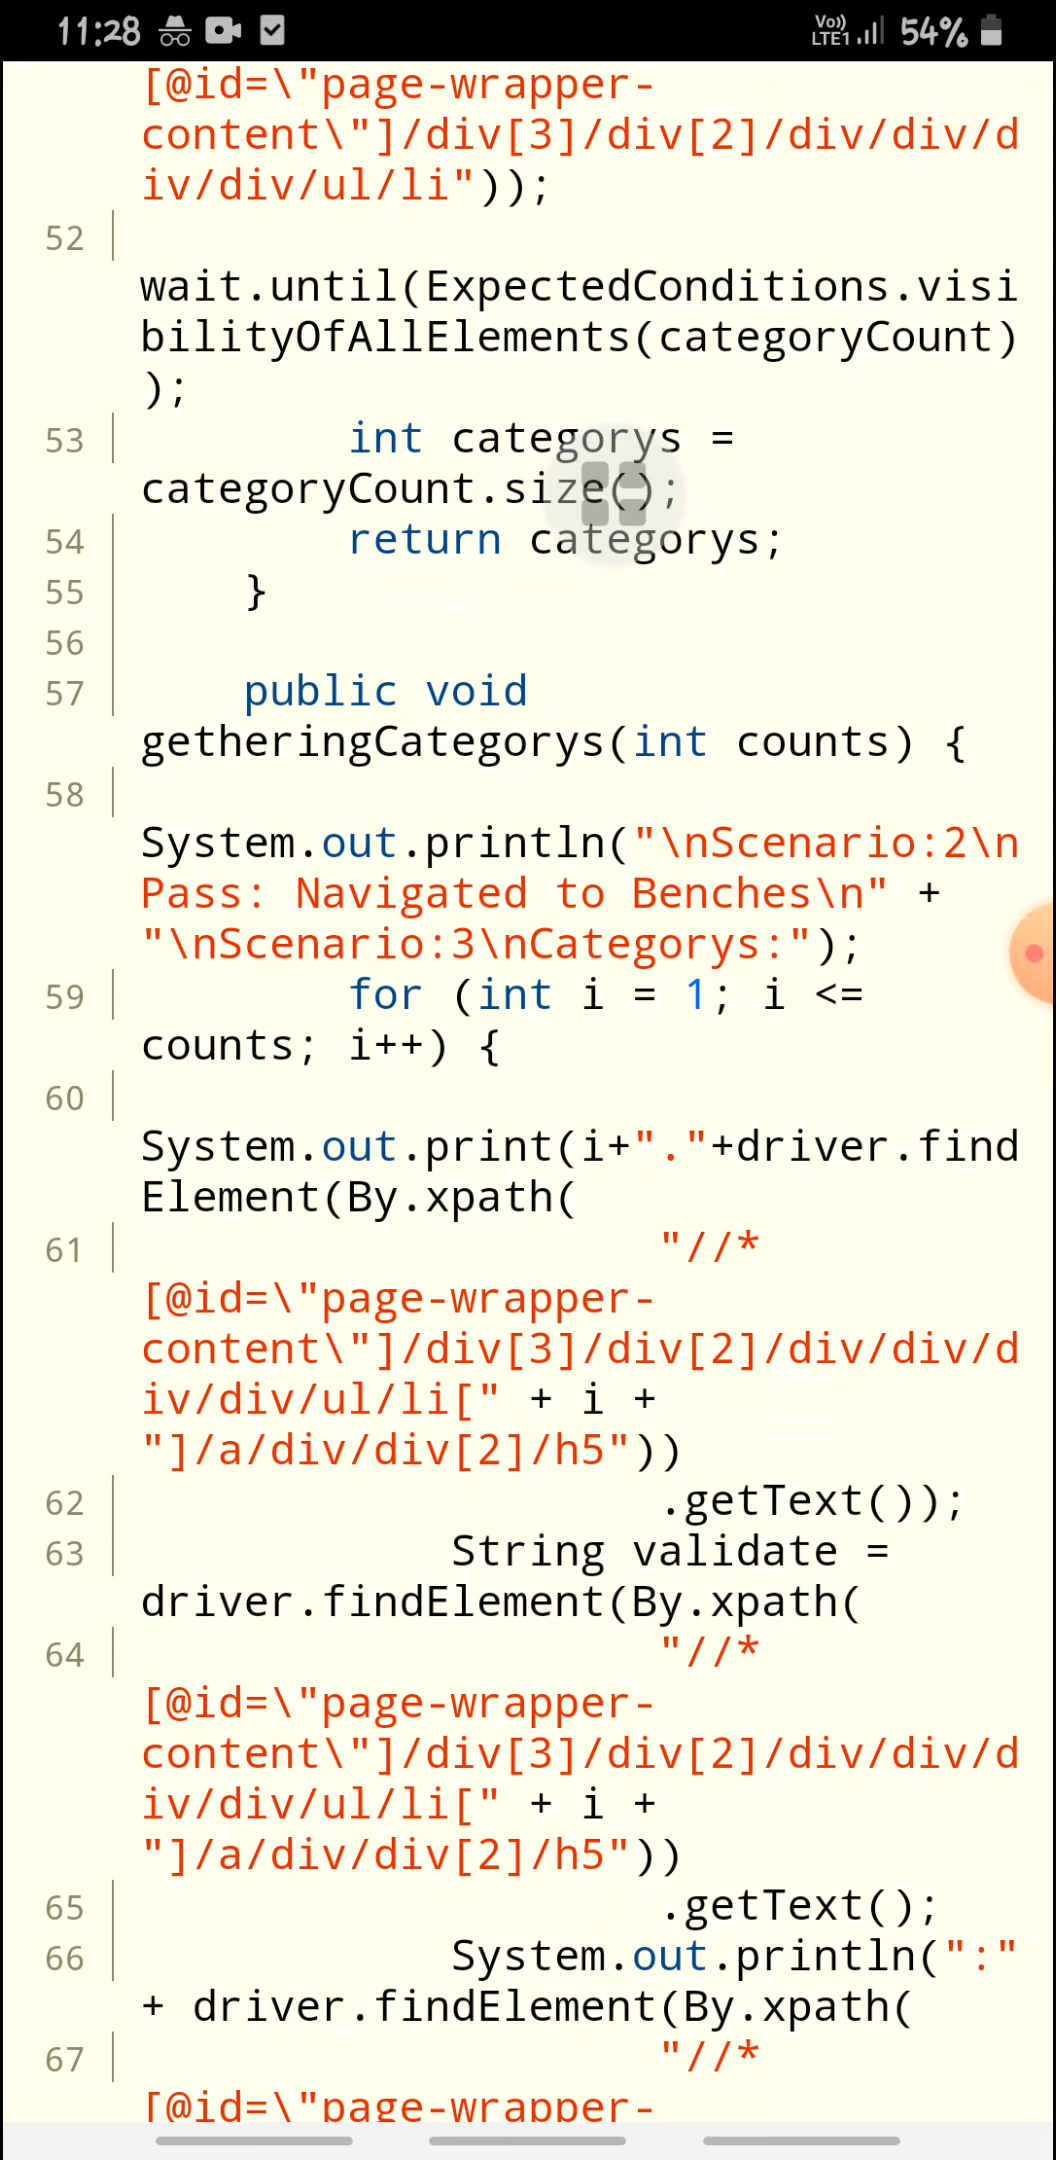 11:28 Vo)) LTE1 54%
[@id=\"page-wrapper-
content\"]/div[3]/div[2]/div/div/d
iv/div/ul/li"));
52
wait.until(ExpectedConditions.visi
bilityOfAllElements(categoryCount)
);
53 int categorys =
categoryCount.size();
54 return categorys;
55 }
56
57 public void
getheringCategorys(int counts) {
58
System.out.println("\nScenario:2\n
Pass: Navigated to Benches\n" +
"\nScenario:3\nCategorys:");
59 for (int i = 1; i <=
counts; i++) {
60
System.out.print(i+"."+driver.find
Element(By.xpath(
61 "//*
[@id=\"page-wrapper-
content\"]/div[3]/div[2]/div/div/d
iv/div/ul/li[" + i +
"]/a/div/div[2]/h5"))
62 .getText());
63 String validate =
driver.findElement(By.xpath(
64 "//*
[@id=\"page-wrapper-
content\"]/div[3]/div[2]/div/div/d
iv/div/ul/li[" + i +
"]/a/div/div[2]/h5"))
65 .getText();
66 System.out.println(":"
+ driver.findElement(By.xpath(
67 "//*
[@id=\"page-wrapper-